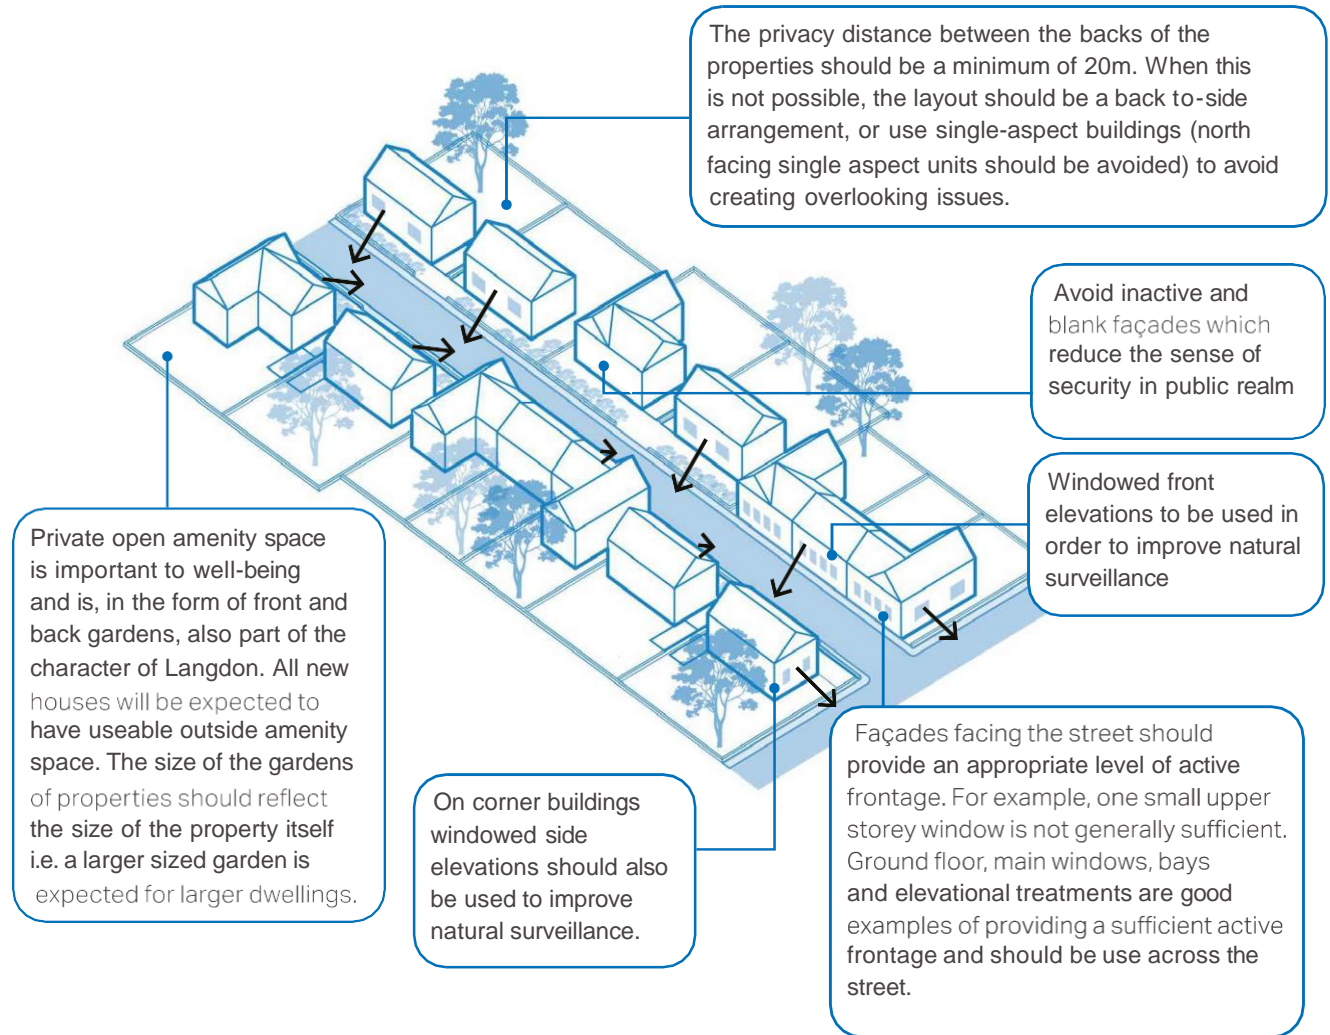 The privacy distance between the backs of the
properties should be a minimum of 20m. When this
is not possible, the layout should be a back to-side
arrangement, or use single-aspect buildings (north
facing single aspect units should be avoided) to avoid
creating overlooking issues.
Avoid inactive and
blank façades which
reduce the sense of
security in public realm
Windowed front
elevations to be used in
order to improve natural
surveillance
Private open amenity space
is important to well-being
and is, in the form of front and
back gardens, also part of the
character of Langdon. All new
houses will be expected to
have useable outside amenity
space. The size of the gardens
of properties should reflect
the size of the property itself
i.e. a larger sized garden is
expected for larger dwellings.
On corner buildings
windowed side
elevations should also
be used to improve
natural surveillance.
Façades facing the street should
provide an appropriate level of active
frontage. For example, one small upper
storey window is not generally sufficient.
Ground floor, main windows, bays
and elevational treatments are good
examples of providing a sufficient active
frontage and should be use across the
street.